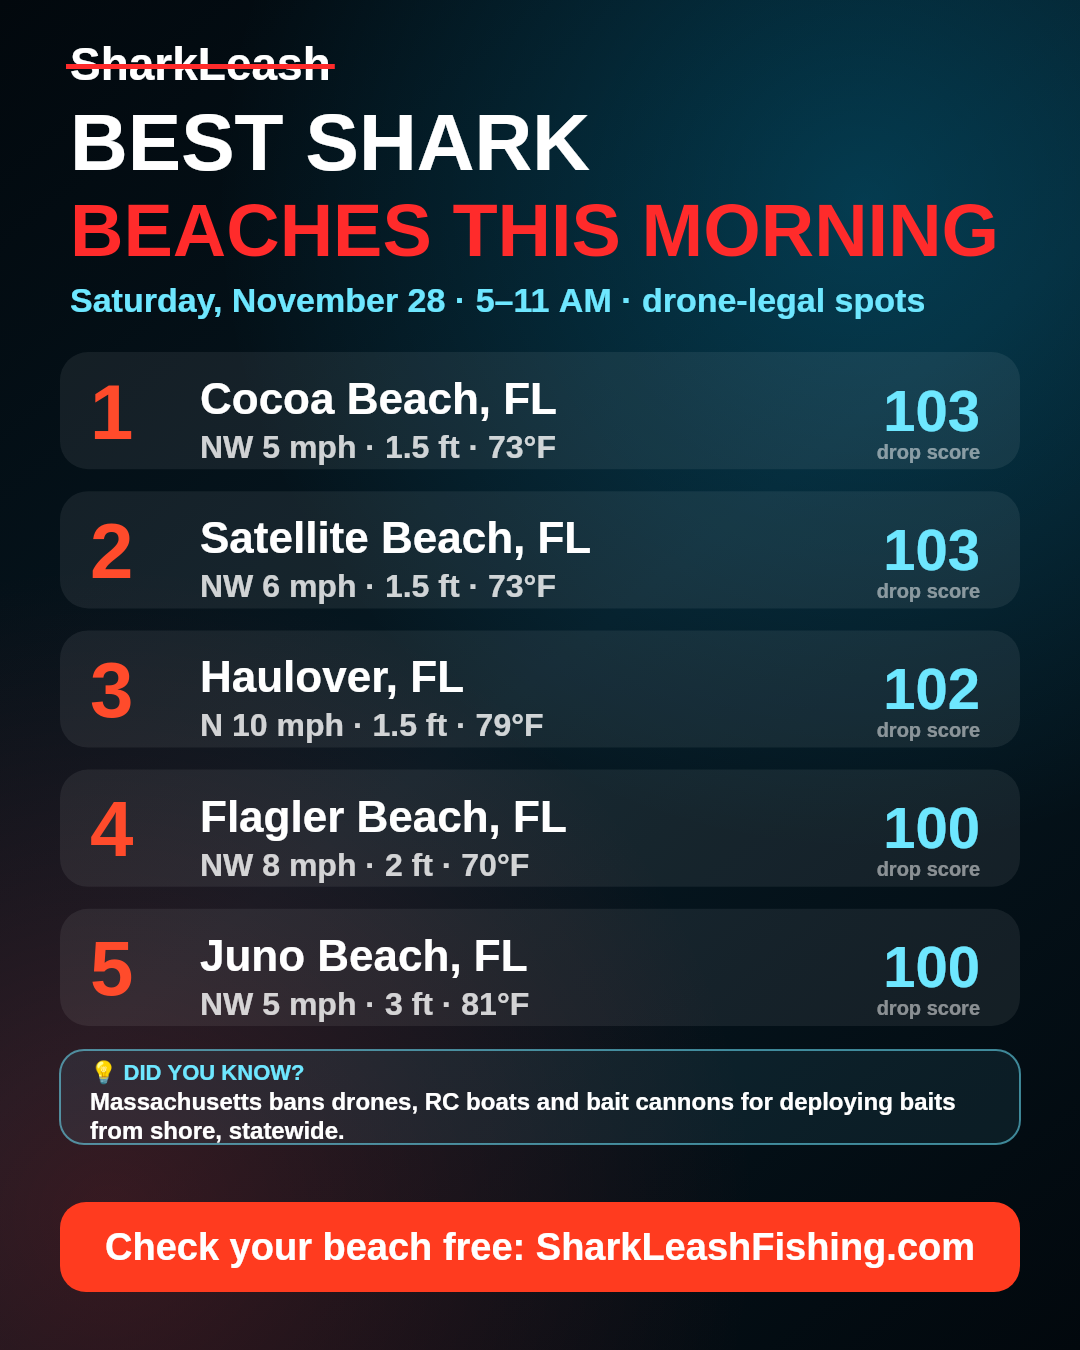 SharkLeash
BEST SHARK
BEACHES THIS MORNING
Saturday, November 28 · 5–11 AM · drone-legal spots
1
Cocoa Beach, FL
NW 5 mph · 1.5 ft · 73°F
103
drop score
2
Satellite Beach, FL
NW 6 mph · 1.5 ft · 73°F
103
drop score
3
Haulover, FL
N 10 mph · 1.5 ft · 79°F
102
drop score
4
Flagler Beach, FL
NW 8 mph · 2 ft · 70°F
100
drop score
5
Juno Beach, FL
NW 5 mph · 3 ft · 81°F
100
drop score
💡 DID YOU KNOW?
Massachusetts bans drones, RC boats and bait cannons for deploying baits
from shore, statewide.
Check your beach free: SharkLeashFishing.com